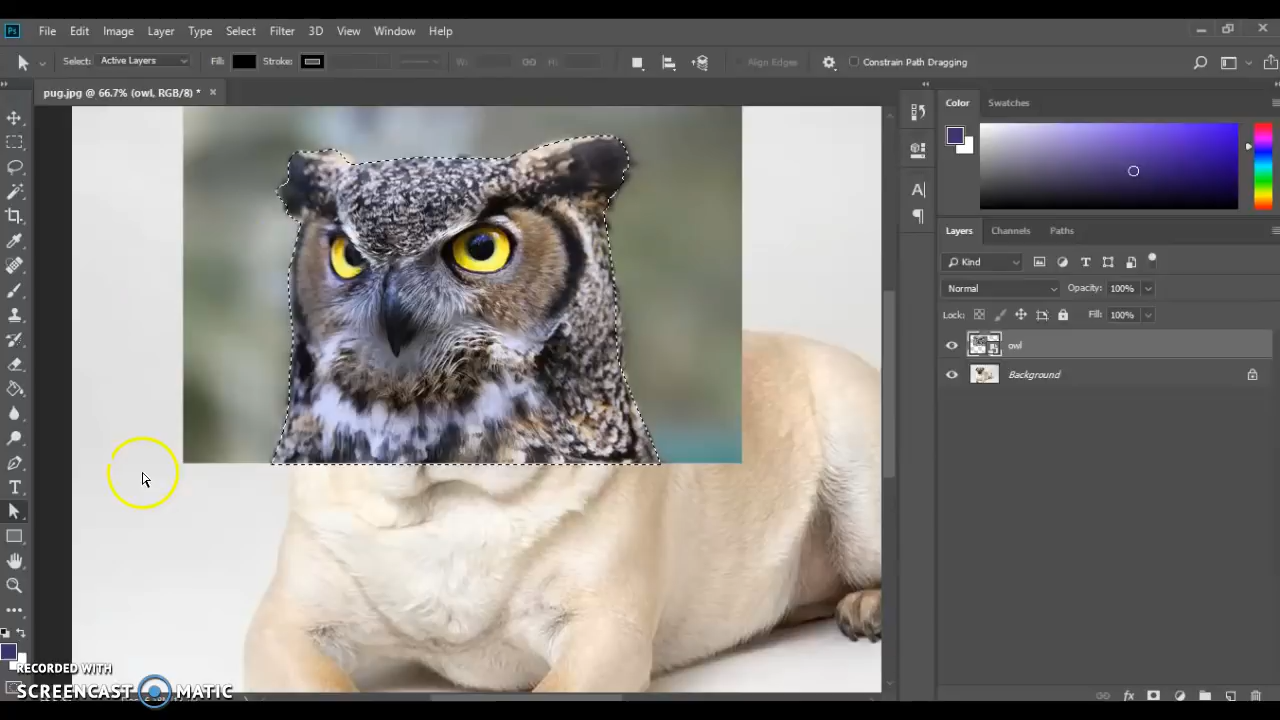 Ps File Edit Image Layer Type Select Filter 3D View Window Help
Select: Active Layers Fill: Stroke: W: H: Align Edges Constrain Path Dragging
pug.jpg @ 66.7% (owl, RGB/8) * ×
Color Swatches
Layers Channels Paths
Kind
Normal Opacity: 100%
Lock: Fill: 100%
owl
Background
RECORDED WITH
SCREENCAST MATIC